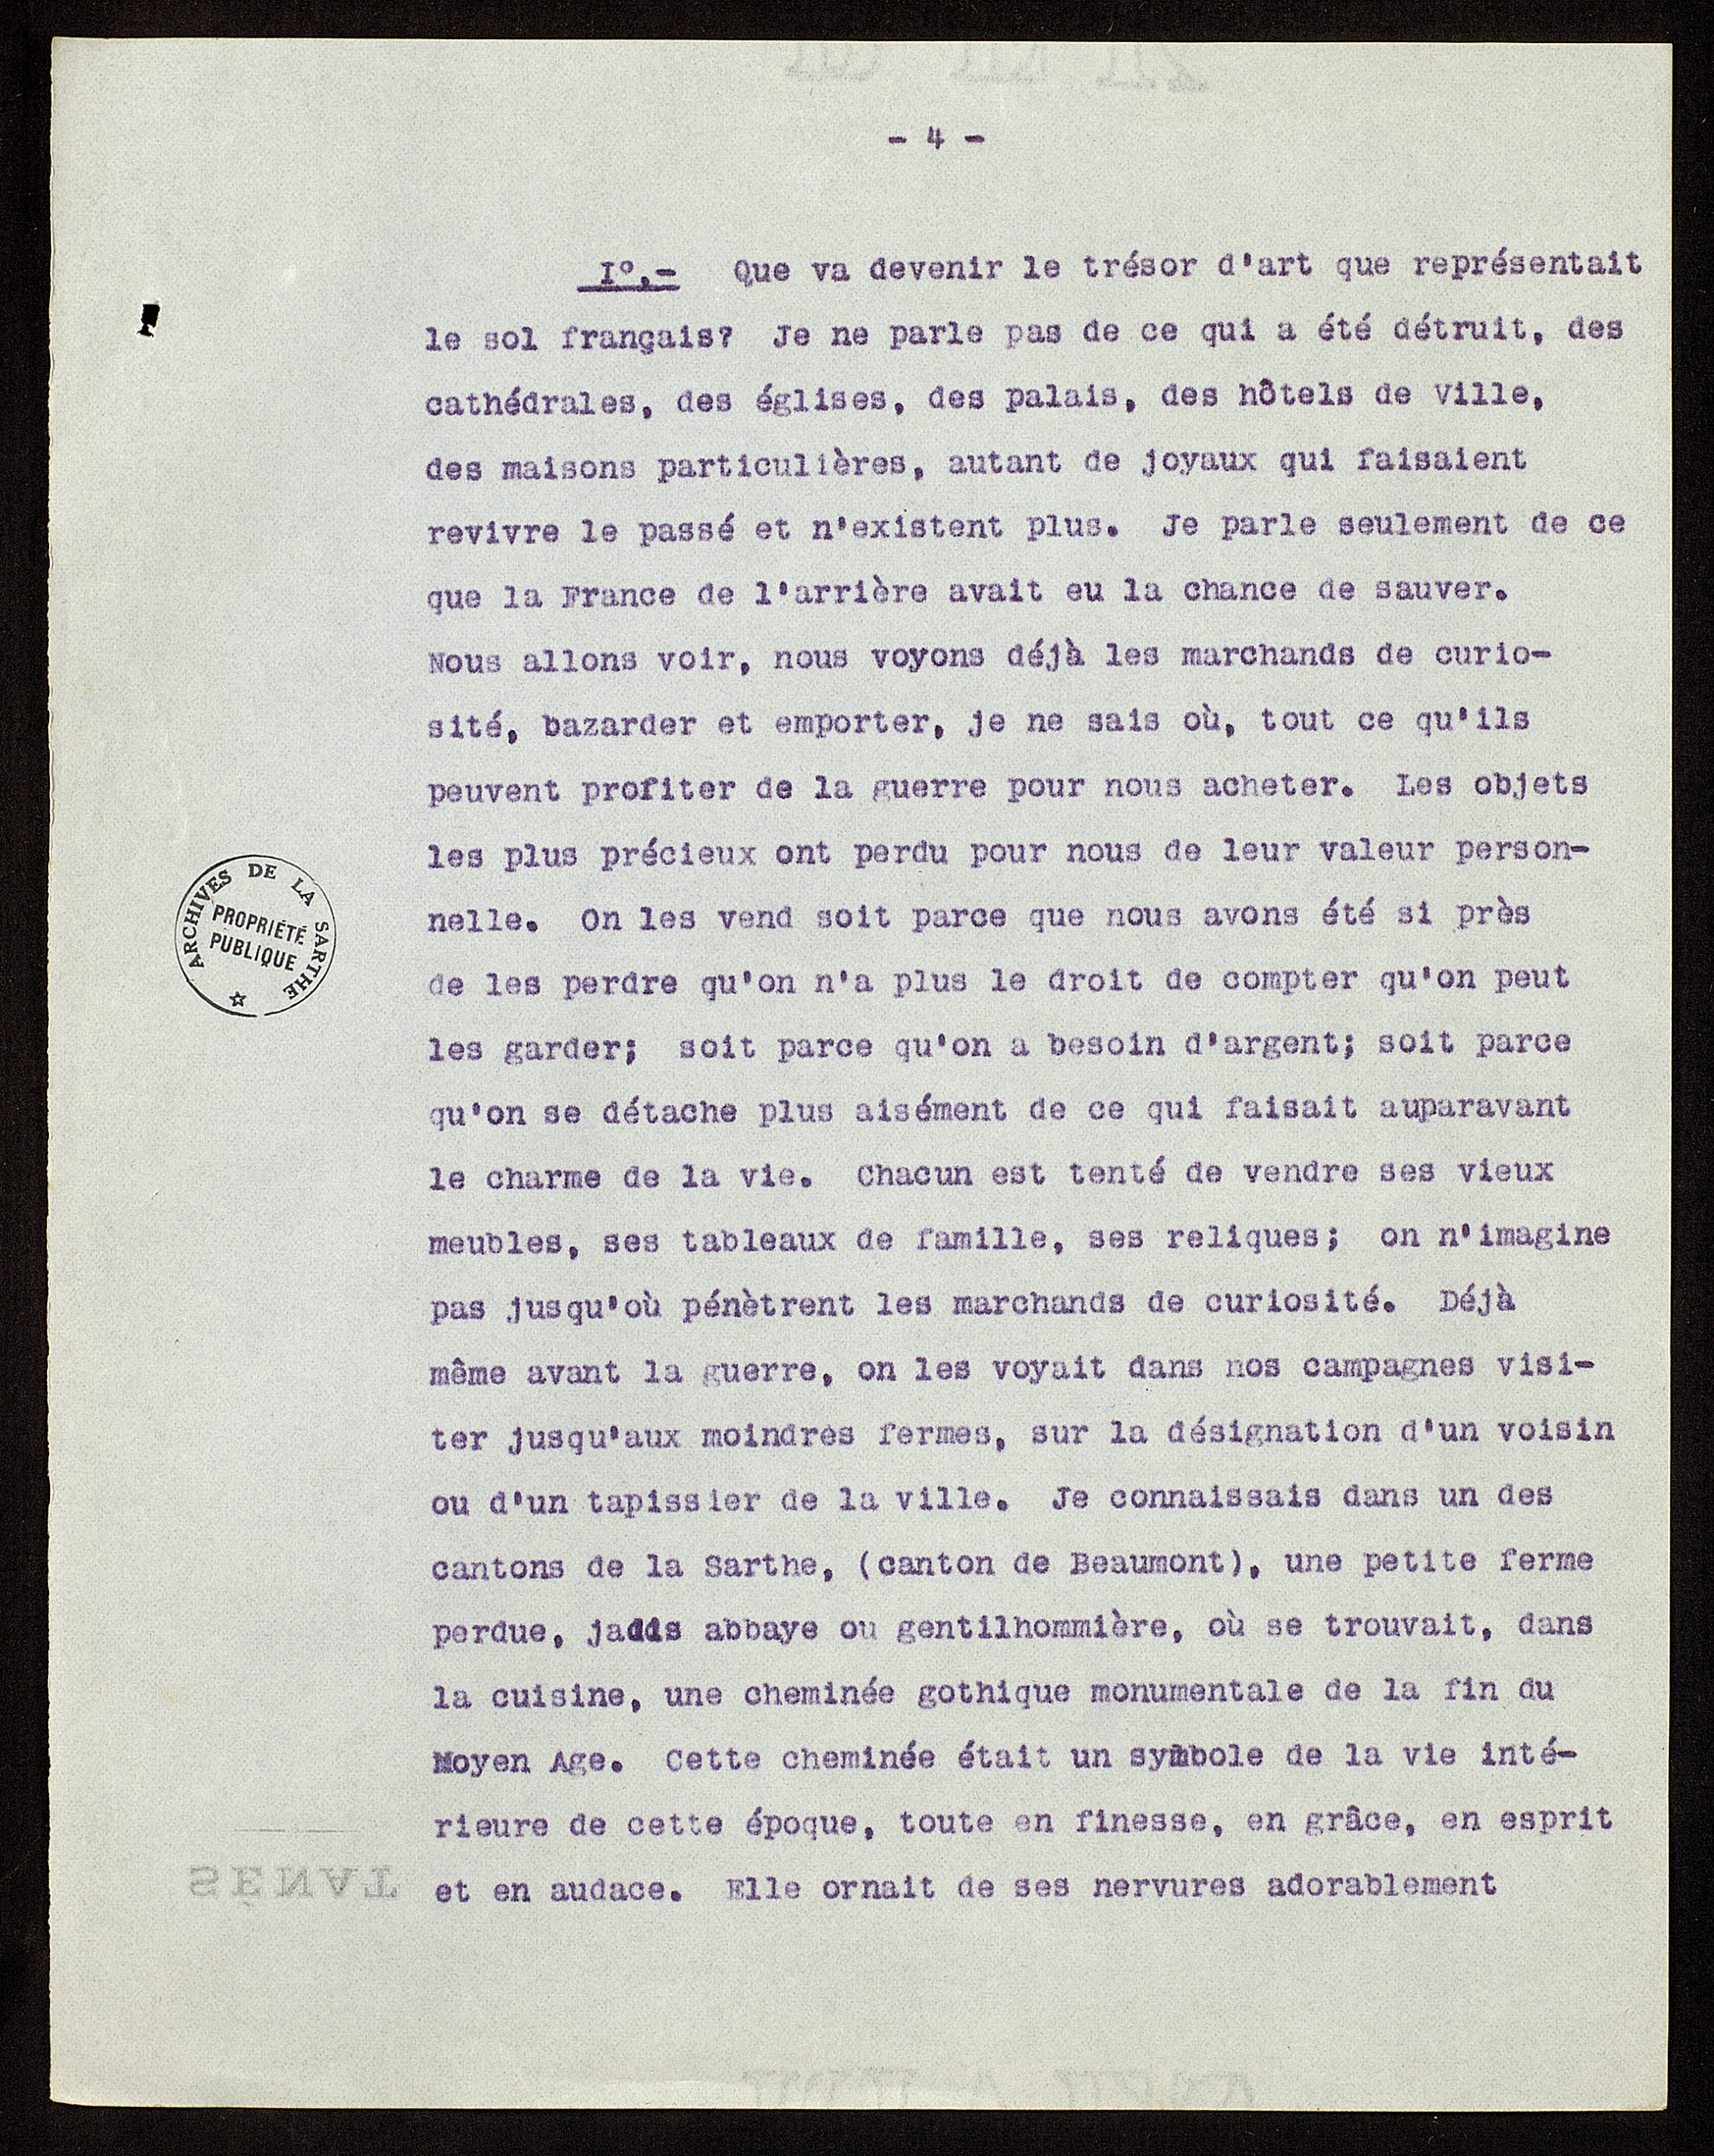 - 4 -
I°.- Que va devenir le trésor d'art que représentait
le sol français? Je ne parle pas de ce qui a été détruit, des
cathédrales, des églises, des palais, des hôtels de Ville,
des maisons particulières, autant de joyaux qui faisaient
revivre le passé et n'existent plus. Je parle seulement de ce
que la France de l'arrière avait eu la chance de sauver.
Nous allons voir, nous voyons déjà les marchands de curio-
sité, bazarder et emporter, je ne sais où, tout ce qu'ils
peuvent profiter de la guerre pour nous acheter. Les objets
les plus précieux ont perdu pour nous de leur valeur person-
nelle. On les vend soit parce que nous avons été si près
de les perdre qu'on n'a plus le droit de compter qu'on peut
les garder; soit parce qu'on a besoin d'argent; soit parce
qu'on se détache plus aisément de ce qui faisait auparavant
le charme de la vie. Chacun est tenté de vendre ses vieux
meubles, ses tableaux de famille, ses reliques; on n'imagine
pas jusqu'où pénètrent les marchands de curiosité. Déjà
même avant la guerre, on les voyait dans nos campagnes visi-
ter jusqu'aux moindres fermes, sur la désignation d'un voisin
ou d'un tapissier de la ville. Je connaissais dans un des
cantons de la Sarthe, (canton de Beaumont), une petite ferme
perdue, jadis abbaye ou gentilhommière, où se trouvait, dans
la cuisine, une cheminée gothique monumentale de la fin du
Moyen Age. Cette cheminée était un symbole de la vie inté-
rieure de cette époque, toute en finesse, en grâce, en esprit
et en audace. Elle ornait de ses nervures adorablement
ARCHIVES DE LA SARTHE
PROPRIÉTÉ
PUBLIQUE
SÉNAT